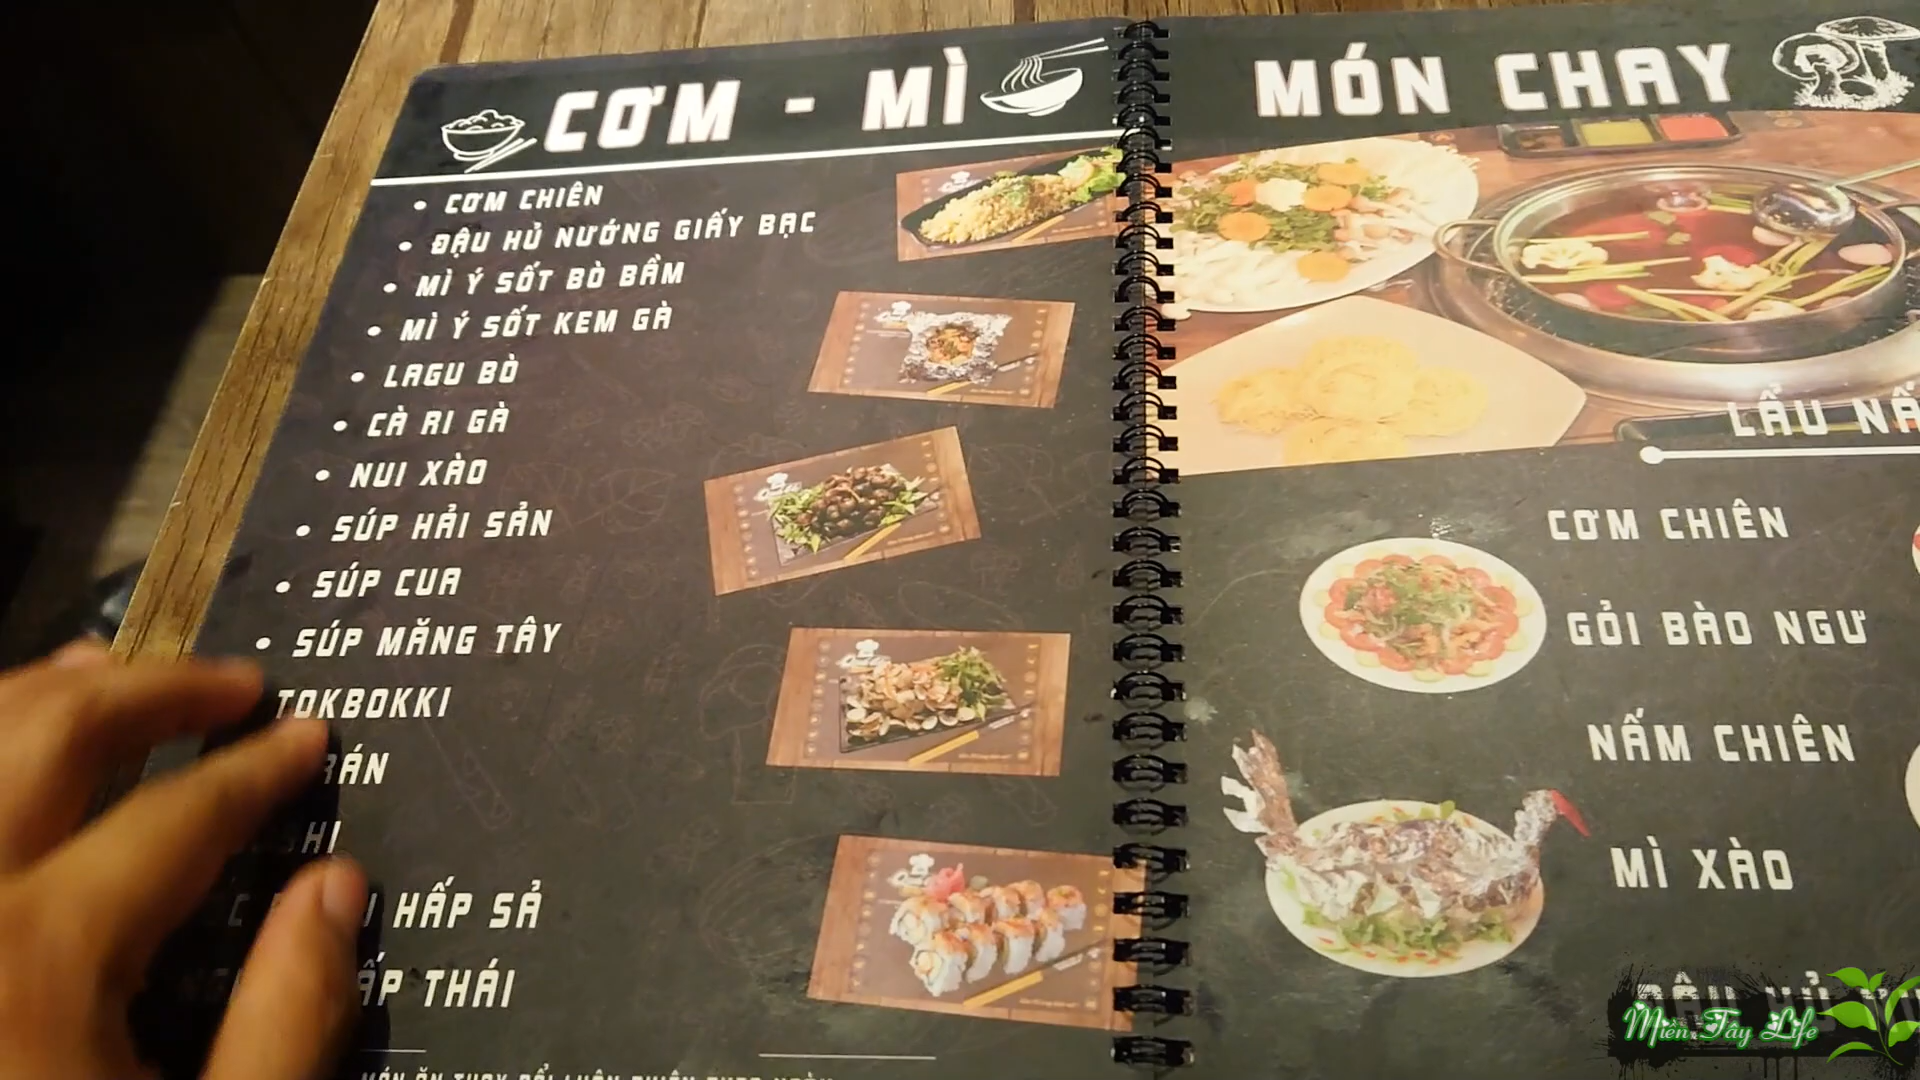 CƠM - MÌ
CƠM CHIÊN
ĐẬU HỦ NƯỚNG GIẤY BẠC
MÌ Ý SỐT BÒ BẦM
MÌ Ý SỐT KEM GÀ
LAGU BÒ
CÀ RI GÀ
NUI XÀO
SÚP HẢI SẢN
SÚP CUA
SÚP MĂNG TÂY
TOKBOKKI
HẤP SẢ
THÁI
MÓN CHAY
LẨU
CƠM CHIÊN
GỎI BÀO NGƯ
NẤM CHIÊN
MÌ XÀO
Miền Tây Life